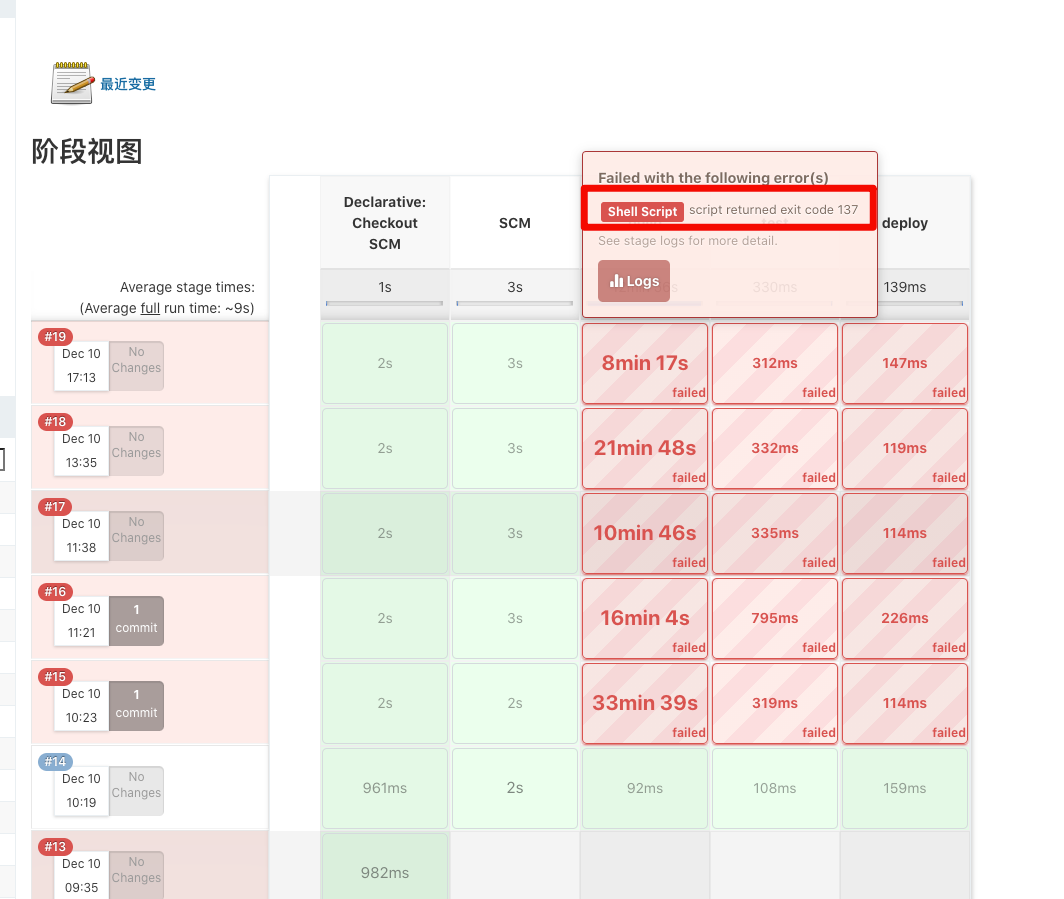 最近变更
阶段视图
Failed with the following error(s)
Shell Script script returned exit code 137
See stage logs for more detail.
Logs
Declarative:
Checkout
SCM
SCM
test
deploy
Average stage times:
(Average full run time: ~9s)
1s
3s
330ms
139ms
#19
Dec 10
17:13
No
Changes
2s
3s
8min 17s
failed
312ms
failed
147ms
failed
#18
Dec 10
13:35
No
Changes
2s
3s
21min 48s
failed
332ms
failed
119ms
failed
#17
Dec 10
11:38
No
Changes
2s
3s
10min 46s
failed
335ms
failed
114ms
failed
#16
Dec 10
11:21
1
commit
2s
3s
16min 4s
failed
795ms
failed
226ms
failed
#15
Dec 10
10:23
1
commit
2s
2s
33min 39s
failed
319ms
failed
114ms
failed
#14
Dec 10
10:19
No
Changes
961ms
2s
92ms
108ms
159ms
#13
Dec 10
09:35
No
Changes
982ms